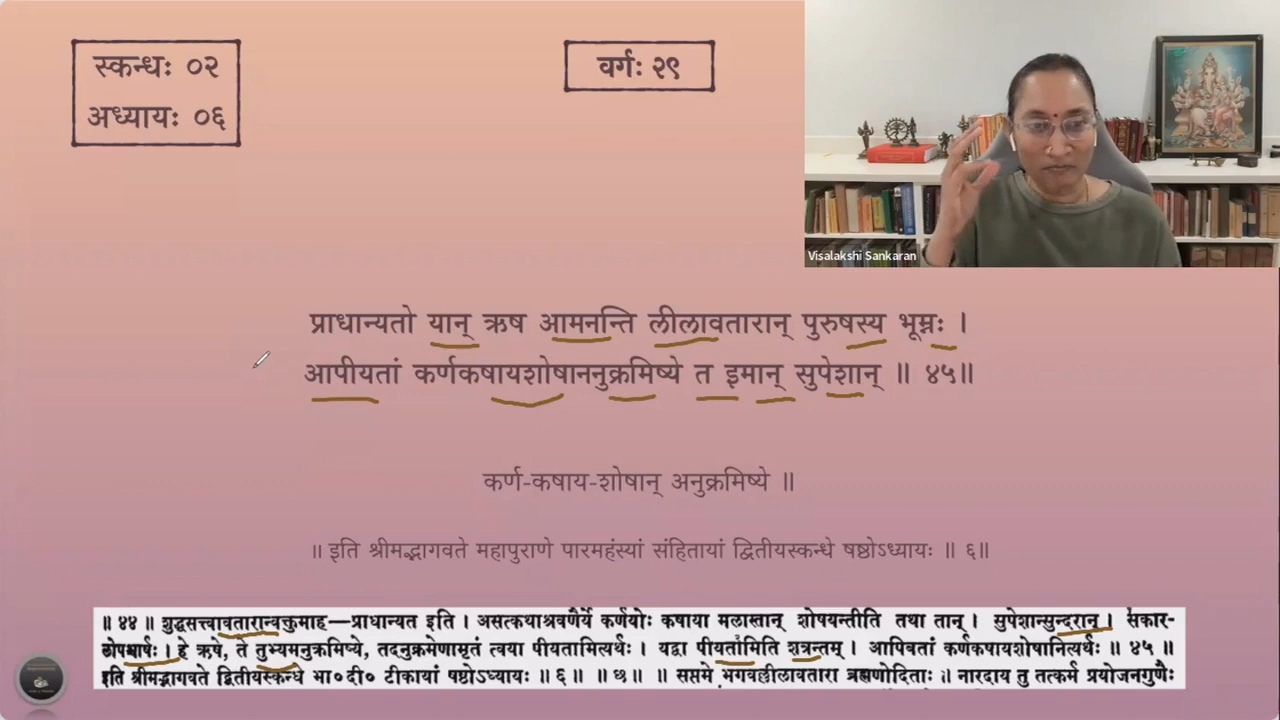 स्कन्धः ०२
अध्यायः ०६
वर्गः २९
Visalakshi Sankaran
प्राधान्यतो यान् ऋष आमनन्ति लीलावतारान् पुरुषस्य भूम्नः ।
आपीयतां कर्णकषायशोषाननुक्रमिष्ये त इमान् सुपेशान् ॥ ४५॥
कर्ण-कषाय-शोषान् अनुक्रमिष्ये ॥
॥ इति श्रीमद्भागवते महापुराणे पारमहंस्यां संहितायां द्वितीयस्कन्धे षष्ठोऽध्यायः ॥ ६॥
॥ ४४ ॥ शुद्धसत्त्वावतारान्वक्तुमाह—प्राधान्यत इति । असत्कथाश्रवणैर्ये कर्णयोः कषाया मलास्तान् शोषयन्तीति तथा तान् । सुपेशान्सुन्दरान् । सकार-
लोपश्चार्षः । हे ऋषे, ते तुभ्यमनुक्रमिष्ये, तदनुक्रमेणामृतं त्वया पीयतामित्यर्थः । यद्वा पीयतामिति शत्रन्तम् । आपिबतां कर्णकषायशोषानित्यर्थः ॥ ४५ ॥
इति श्रीमद्भागवते द्वितीयस्कन्धे भा० दी० टीकायां षष्ठोऽध्यायः ॥ ६ ॥ ॥ छ ॥ ॥ सप्तमे भगवल्लीलावतारा ब्रह्मणोदिताः ॥ नारदाय तु तत्कर्म प्रयोजनगुणैः